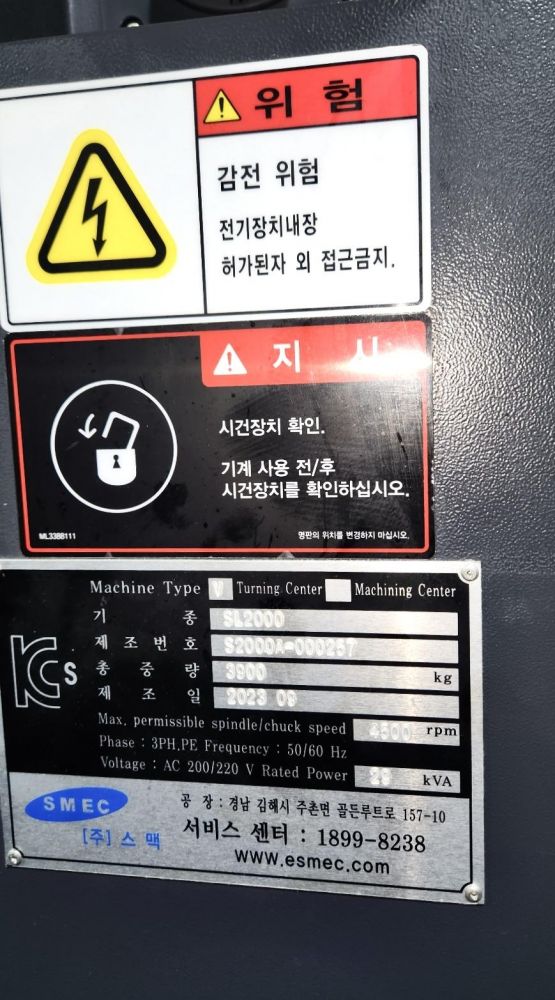 위 험
감전 위험
전기장치내장
허가된자 외 접근금지.
지 시
시건장치 확인.
기계 사용 전/후
시건장치를 확인하십시오.
ML3388111
명판의 위치를 변경하지 마십시오.
Machine Type V Turning Center Machining Center
기 종 SL2000
제 조 번 호 S2000A-000257
총 중 량 3900 kg
제 조 일 2023 09
Max. permissible spindle/chuck speed 4500 rpm
Phase : 3PH,PE Frequency : 50/60 Hz
Voltage : AC 200/220 V Rated Power kVA
KCs
SMEC
[주] 스 맥
공 장 : 경남 김해시 주촌면 골든루트로 157-10
서비스 센터 : 1899-8238
www.esmec.com